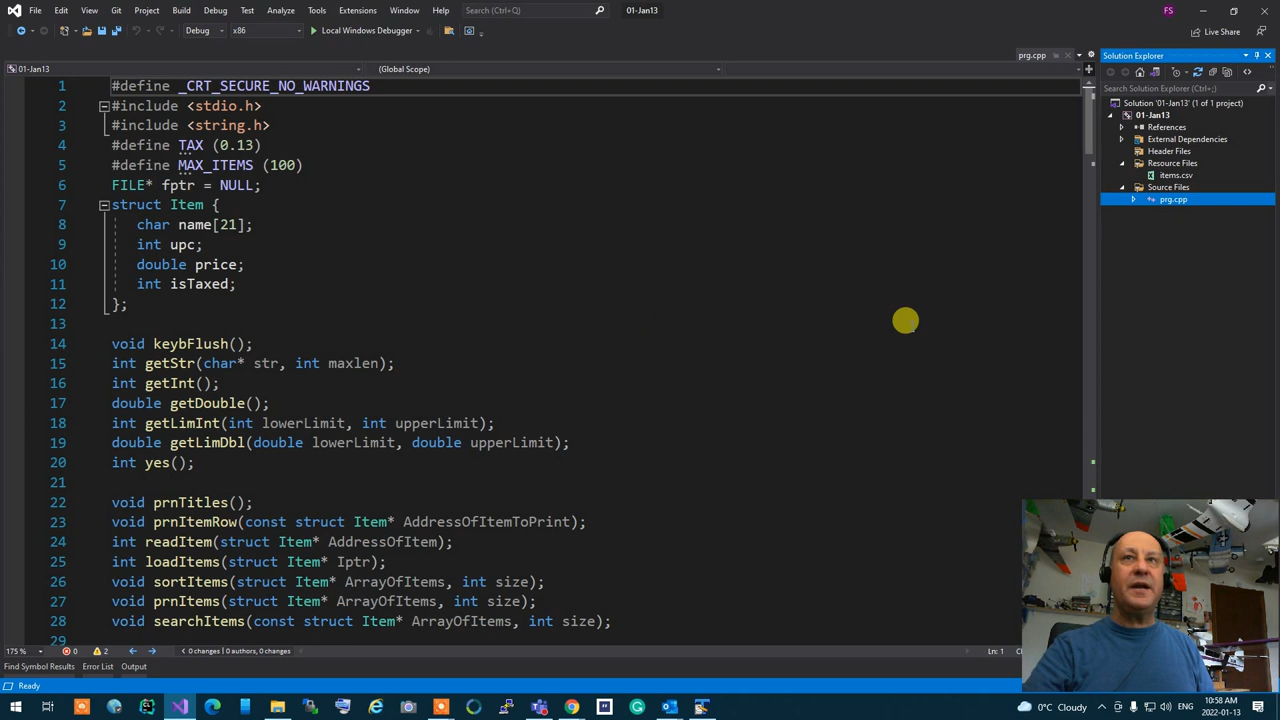 File Edit View Git Project Build Debug Test Analyze Tools Extensions Window Help Search (Ctrl+Q) 01-Jan13 FS
Debug x86 Local Windows Debugger Live Share
prg.cpp Solution Explorer
01-Jan13 (Global Scope)
Search Solution Explorer (Ctrl+;)
Solution '01-Jan13' (1 of 1 project)
01-Jan13
References
External Dependencies
Header Files
Resource Files
items.csv
Source Files
prg.cpp
1 #define _CRT_SECURE_NO_WARNINGS
2 #include <stdio.h>
3 #include <string.h>
4 #define TAX (0.13)
5 #define MAX_ITEMS (100)
6 FILE* fptr = NULL;
7 struct Item {
8 char name[21];
9 int upc;
10 double price;
11 int isTaxed;
12 };
13
14 void keybFlush();
15 int getStr(char* str, int maxlen);
16 int getInt();
17 double getDouble();
18 int getLimInt(int lowerLimit, int upperLimit);
19 double getLimDbl(double lowerLimit, double upperLimit);
20 int yes();
21
22 void prnTitles();
23 void prnItemRow(const struct Item* AddressOfItemToPrint);
24 int readItem(struct Item* AddressOfItem);
25 int loadItems(struct Item* Iptr);
26 void sortItems(struct Item* ArrayOfItems, int size);
27 void prnItems(struct Item* ArrayOfItems, int size);
28 void searchItems(const struct Item* ArrayOfItems, int size);
29
175 % 0 2 0 changes | 0 authors, 0 changes Ln: 1
Find Symbol Results Error List Output
Ready
0°C Cloudy ENG 10:58 AM
2022-01-13